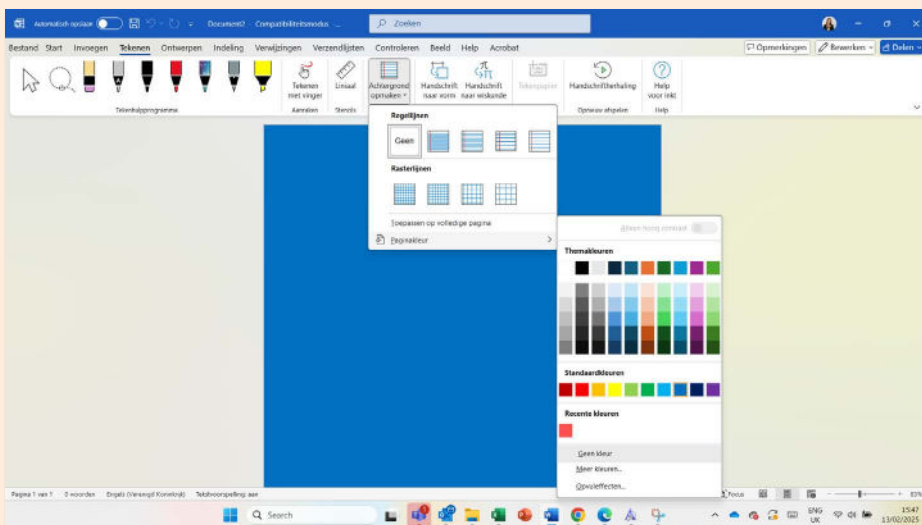 Automatisch opslaan
Document2 - Compatibiliteitsmodus
Zoeken
Bestand Start Invoegen Tekenen Ontwerpen Indeling Verwijzingen Verzendlijsten Controleren Beeld Help Acrobat
Opmerkingen Bewerken Delen
Tekenen met vinger
Liniaal
Achtergrond opmaken
Handschrift naar vorm
Handschrift naar wiskunde
Tekenpapier
Handschriftherhaling
Help voor inkt
Tekenhulpprogramma
Aanraken
Stencils
Opnieuw afspelen
Help
Regellijnen
Geen
Rasterlijnen
Toepassen op volledige pagina
Paginakleur
Alleen hoog contrast
Themakleuren
Standaardkleuren
Recente kleuren
Geen kleur
Meer kleuren...
Opvuleffecten...
Pagina 1 van 1 0 woorden Engels (Verenigd Koninkrijk) Tekstvoorspelling: aan
Focus
Search
ENG
UK
13/02/2025